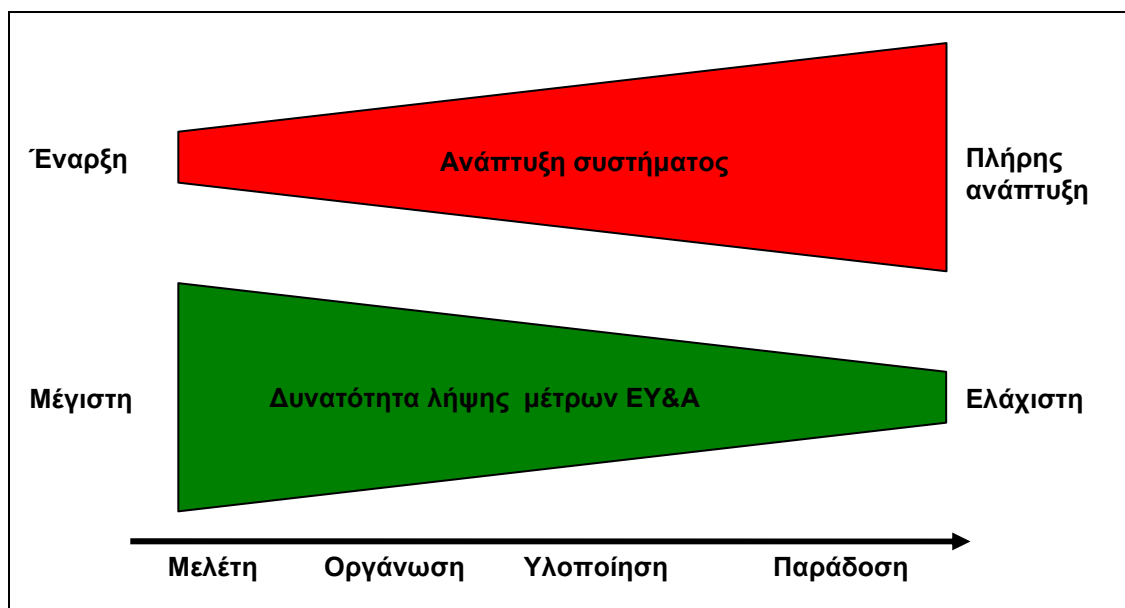 Έναρξη
Ανάπτυξη συστήματος
Πλήρης
ανάπτυξη
Μέγιστη
Δυνατότητα λήψης μέτρων ΕΥ&Α
Ελάχιστη
Μελέτη Οργάνωση Υλοποίηση Παράδοση